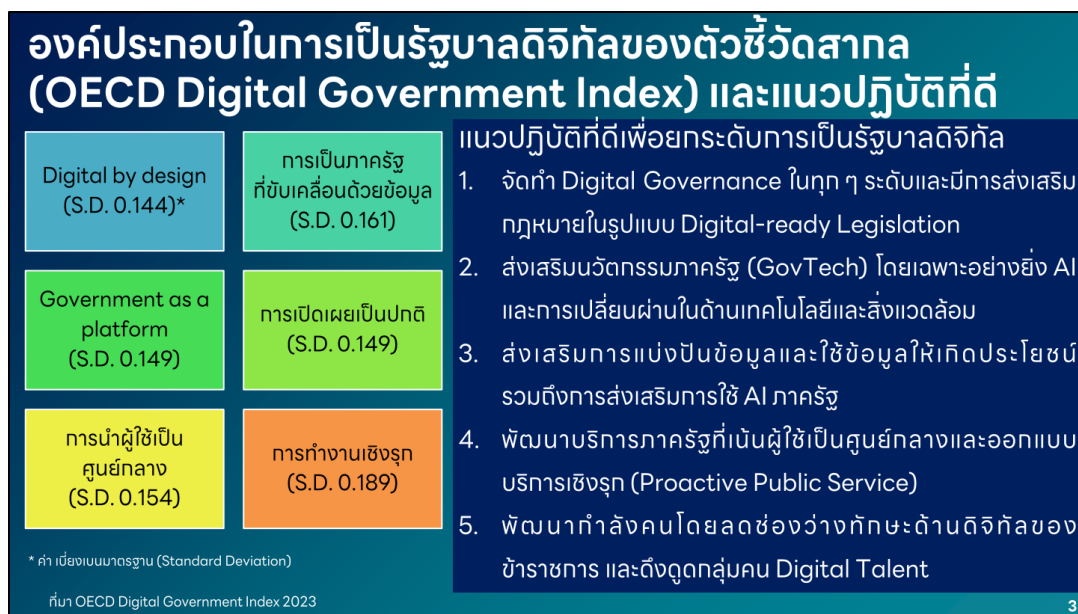 องค์ประกอบในการเป็นรัฐบาลดิจิทัลของตัวชี้วัดสากล
(OECD Digital Government Index) และแนวปฏิบัติที่ดี
Digital by design
(S.D. 0.144)*
การเป็นภาครัฐ
ที่ขับเคลื่อนด้วยข้อมูล
(S.D. 0.161)
Government as a
platform
(S.D. 0.149)
การเปิดเผยเป็นปกติ
(S.D. 0.149)
การนำผู้ใช้เป็น
ศูนย์กลาง
(S.D. 0.154)
การทำงานเชิงรุก
(S.D. 0.189)
* ค่า เบี่ยงเบนมาตรฐาน (Standard Deviation)
ที่มา OECD Digital Government Index 2023
แนวปฏิบัติที่ดีเพื่อยกระดับการเป็นรัฐบาลดิจิทัล
1. จัดทำ Digital Governance ในทุก ๆ ระดับและมีการส่งเสริม
กฎหมายในรูปแบบ Digital-ready Legislation
2. ส่งเสริมนวัตกรรมภาครัฐ (GovTech) โดยเฉพาะอย่างยิ่ง AI
และการเปลี่ยนผ่านในด้านเทคโนโลยีและสิ่งแวดล้อม
3. ส่งเสริมการแบ่งปันข้อมูลและใช้ข้อมูลให้เกิดประโยชน์
รวมถึงการส่งเสริมการใช้ AI ภาครัฐ
4. พัฒนาบริการภาครัฐที่เน้นผู้ใช้เป็นศูนย์กลางและออกแบบ
บริการเชิงรุก (Proactive Public Service)
5. พัฒนากำลังคนโดยลดช่องว่างทักษะด้านดิจิทัลของ
ข้าราชการ และดึงดูดกลุ่มคน Digital Talent
3